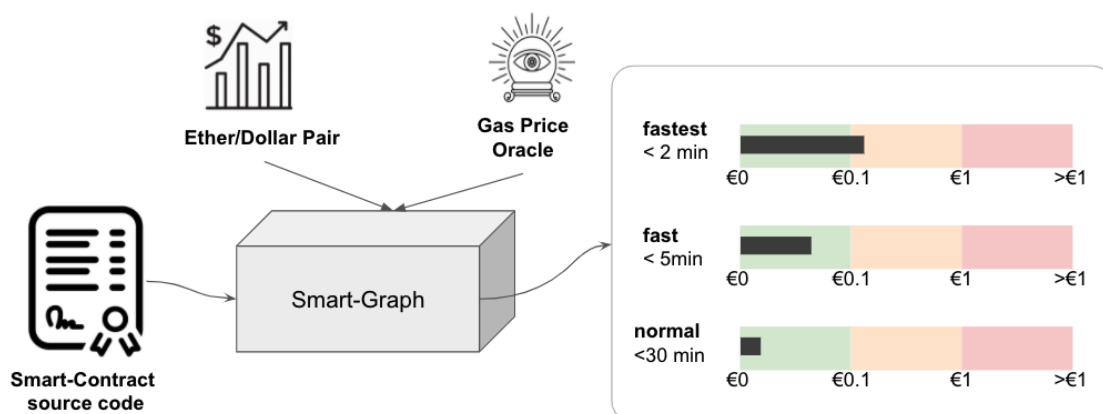 $
Ether/Dollar Pair
Gas Price
Oracle
Smart-Contract
source code
Smart-Graph
fastest
< 2 min
€0 €0.1 €1 >€1
fast
< 5min
€0 €0.1 €1 >€1
normal
<30 min
€0 €0.1 €1 >€1